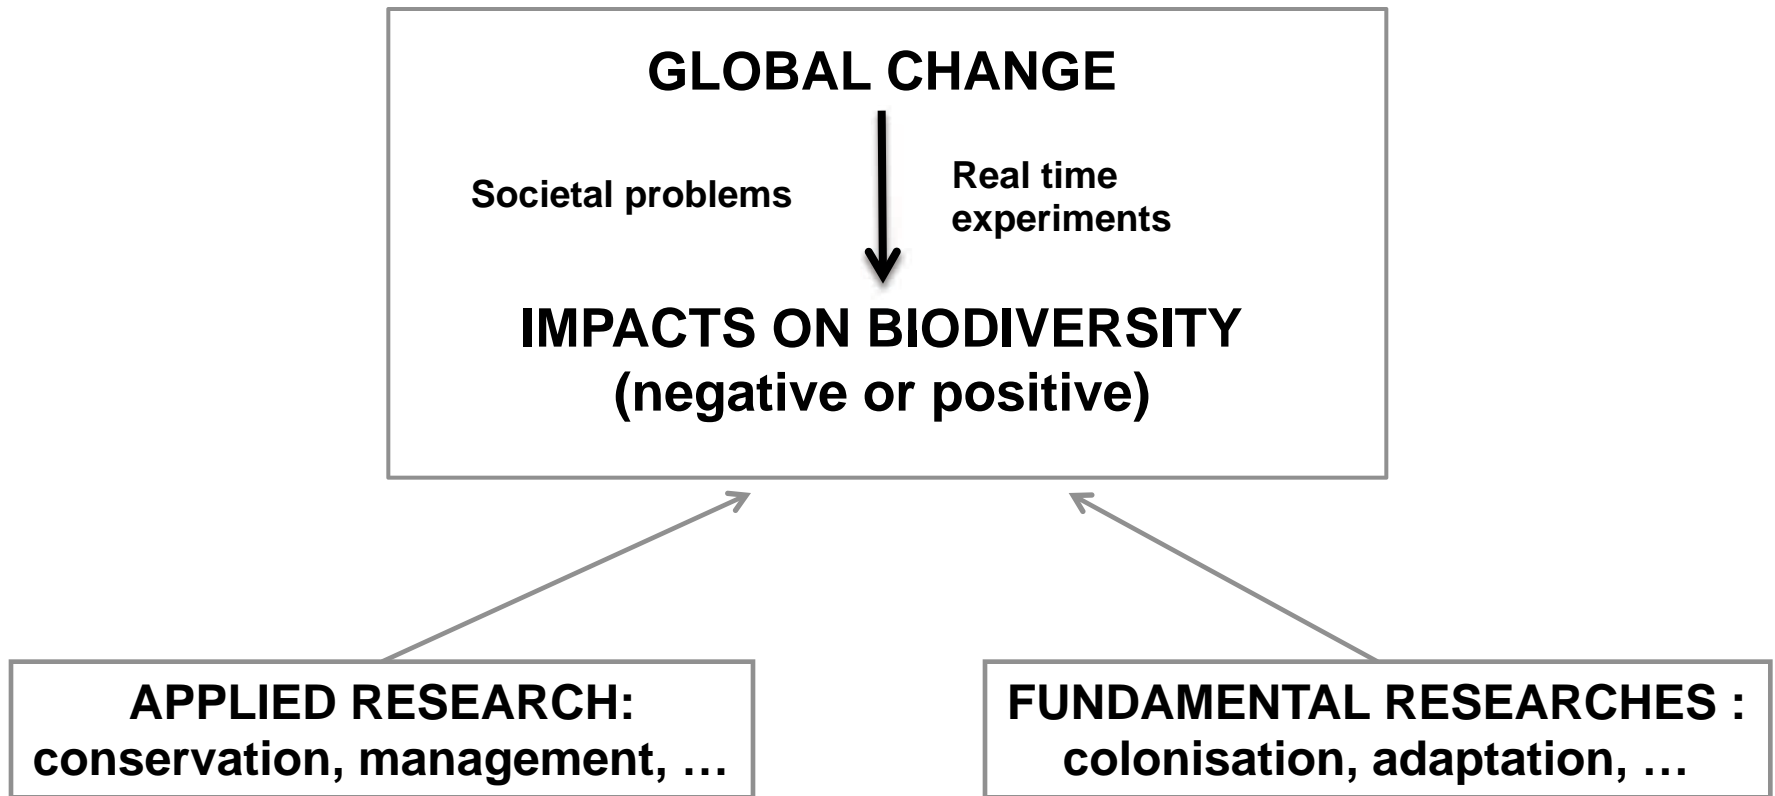 GLOBAL CHANGE
Societal problems
Real time
experiments
IMPACTS ON BIODIVERSITY
(negative or positive)
APPLIED RESEARCH:
conservation, management, …
FUNDAMENTAL RESEARCHES :
colonisation, adaptation, …